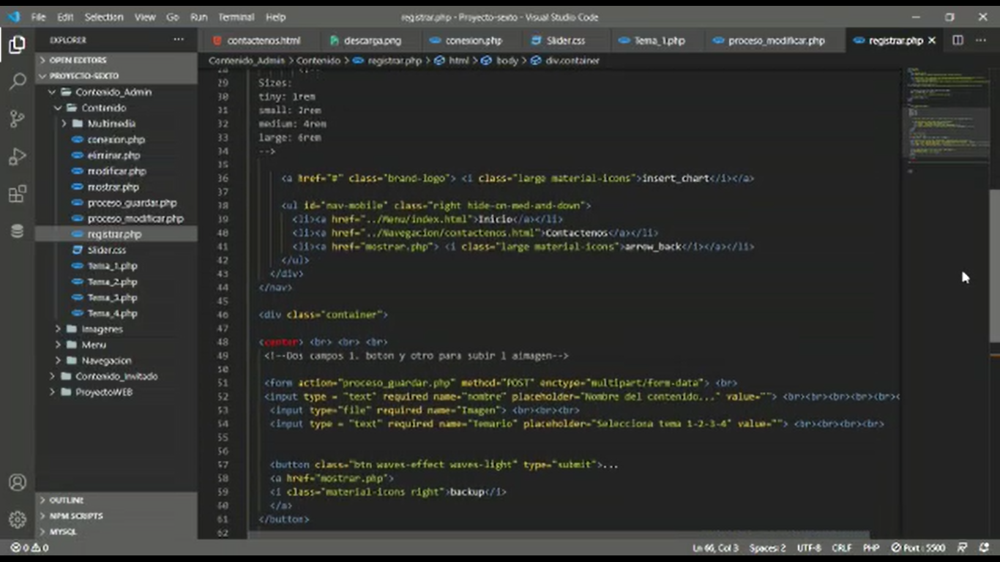 File Edit Selection View Go Run Terminal Help registrar.php - Proyecto-sexto - Visual Studio Code
EXPLORER ...
contactenos.html descarga.png conexion.php Slider.css Tema_1.php proceso_modificar.php registrar.php
OPEN EDITORS
PROYECTO-SEXTO
Contenido_Admin
Contenido
Multimedia
conexion.php
eliminar.php
modificar.php
mostrar.php
proceso_guardar.php
proceso_modificar.php
registrar.php
Slider.css
Tema_1.php
Tema_2.php
Tema_3.php
Tema_4.php
Imagenes
Menu
Navegacion
Contenido_Invitado
ProyectoWEB
OUTLINE
NPM SCRIPTS
MYSQL
Contenido_Admin > Contenido > registrar.php > html > body > div.container
28 <!--
29 Sizes:
30 tiny: 1rem
31 small: 2rem
32 medium: 4rem
33 large: 6rem
34 -->
35
36 <a href="#" class="brand-logo"> <i class="large material-icons">insert_chart</i></a>
37
38 <ul id="nav-mobile" class="right hide-on-med-and-down">
39 <li><a href="../Menu/index.html">Inicio</a></li>
40 <li><a href="../Navegacion/contactenos.html">Contactenos</a></li>
41 <li><a href="mostrar.php"> <i class="large material-icons">arrow_back</i></a></li>
42 </ul>
43 </div>
44 </nav>
45
46 <div class="container">
47
48 <center> <br> <br> <br>
49 <!--Dos campos 1. boton y otro para subir l aimagen-->
50
51 <form action="proceso_guardar.php" method="POST" enctype="multipart/form-data"> <br>
52 <input type = "text" required name="nombre" placeholder="Nombre del contenido..." value=""> <br><br><br><br><br><
53 <input type="file" required name="Imagen"> <br><br><br>
54 <input type = "text" required name="Temario" placeholder="Selecciona tema 1-2-3-4" value=""> <br><br><br><br>
55
56
57 <button class="btn waves-effect waves-light" type="submit">...
58 <a href="mostrar.php">
59 <i class="material-icons right">backup</i>
60 </a>
61 </button>
62
0 0 Ln 66, Col 3 Spaces: 2 UTF-8 CRLF PHP Port : 5500